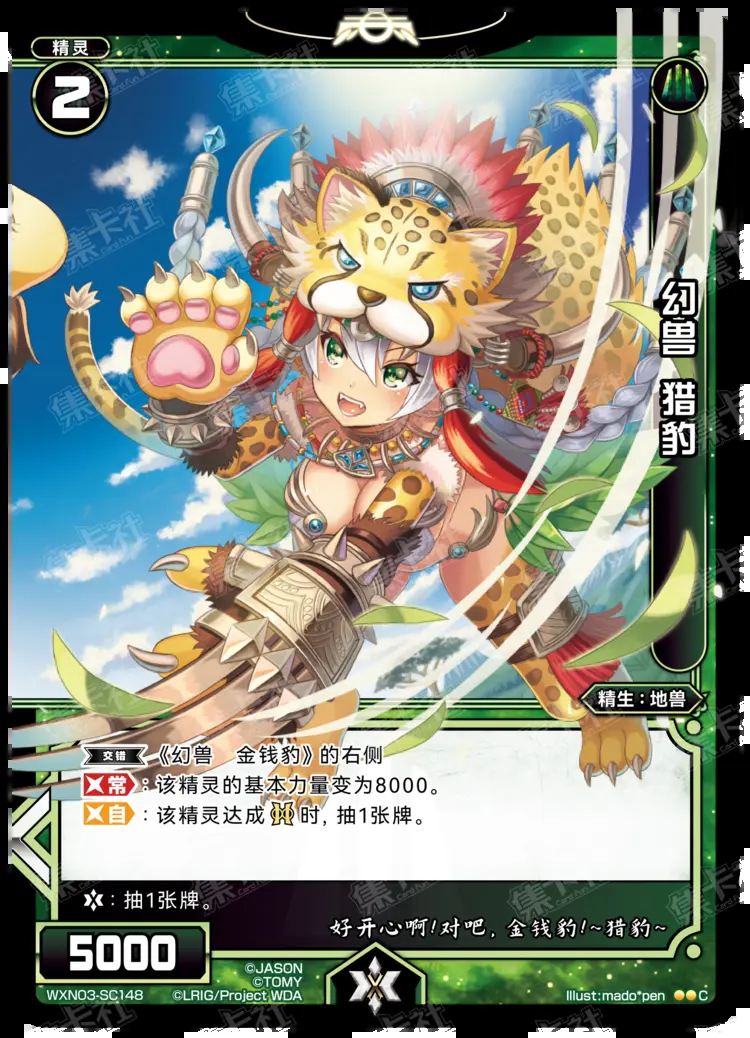 精灵
2
幻兽 猎豹
精生：地兽
交错 《幻兽　金钱豹》的右侧
常：该精灵的基本力量变为8000。
自：该精灵达成时，抽1张牌。
：抽1张牌。
好开心啊！对吧，金钱豹！~猎豹~
5000
©JASON
©TOMY
WXN03-SC148 ©LRIG/Project WDA
Illust:mado*pen C
集卡社